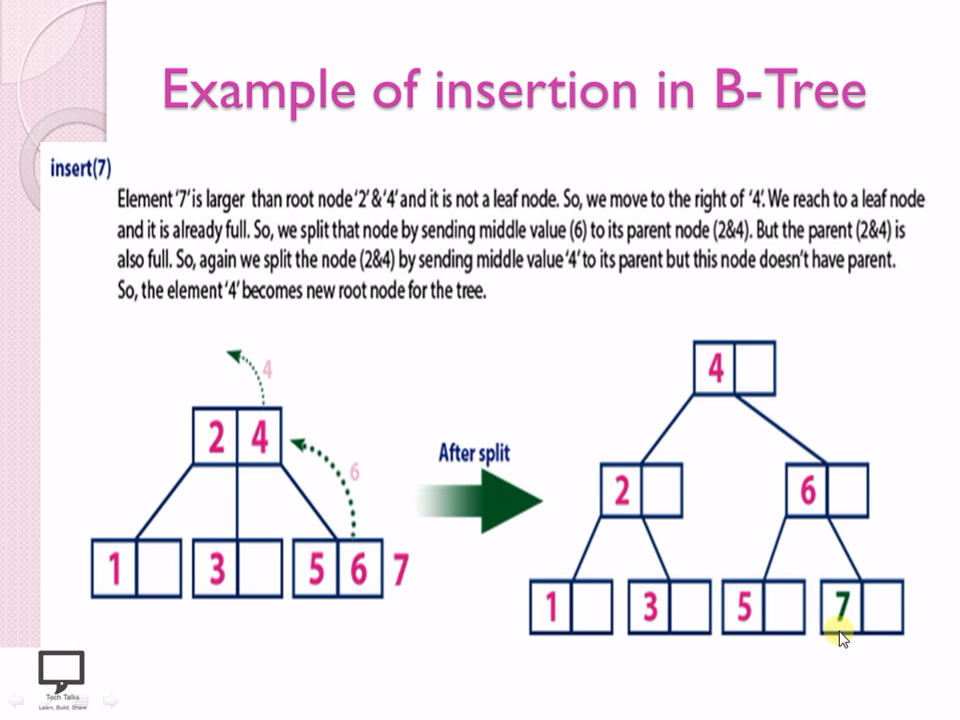 Example of insertion in B-Tree
insert(7)
Element '7' is larger than root node '2' & '4' and it is not a leaf node. So, we move to the right of '4'. We reach to a leaf node
and it is already full. So, we split that node by sending middle value (6) to its parent node (2&4). But the parent (2&4) is
also full. So, again we split the node (2&4) by sending middle value '4' to its parent but this node doesn't have parent.
So, the element '4' becomes new root node for the tree.
4
2 4
6
1 3 5 6 7
After split
4
2 6
1 3 5 7
Tech Talks
Learn, Build, Share